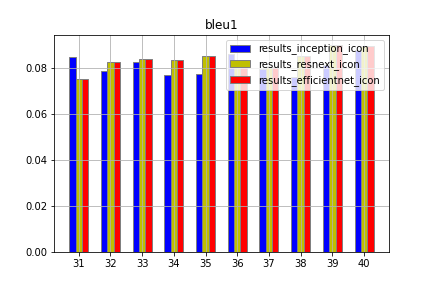 bleu1
results_inception_icon
results_resnext_icon
results_efficientnet_icon
0.08
0.06
0.04
0.02
0.00
31 32 33 34 35 36 37 38 39 40